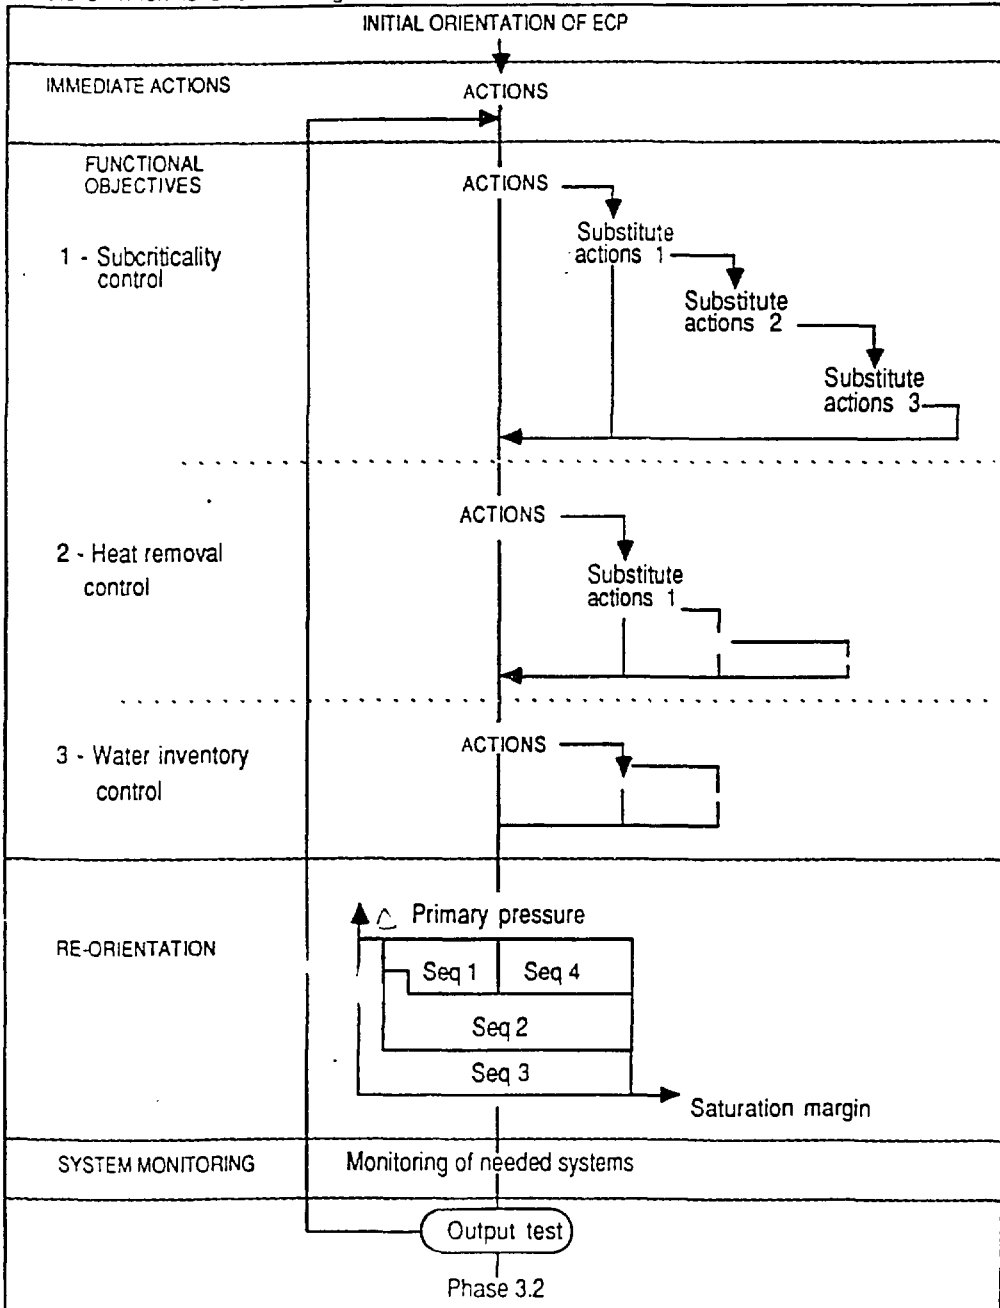 INITIAL ORIENTATION OF ECP
IMMEDIATE ACTIONS
ACTIONS
FUNCTIONAL
OBJECTIVES
ACTIONS
1 - Subcriticality
control
Substitute
actions 1
Substitute
actions 2
Substitute
actions 3
ACTIONS
2 - Heat removal
control
Substitute
actions 1
ACTIONS
3 - Water inventory
control
RE-ORIENTATION
Primary pressure
Seq 1
Seq 4
Seq 2
Seq 3
Saturation margin
SYSTEM MONITORING
Monitoring of needed systems
Output test
Phase 3.2